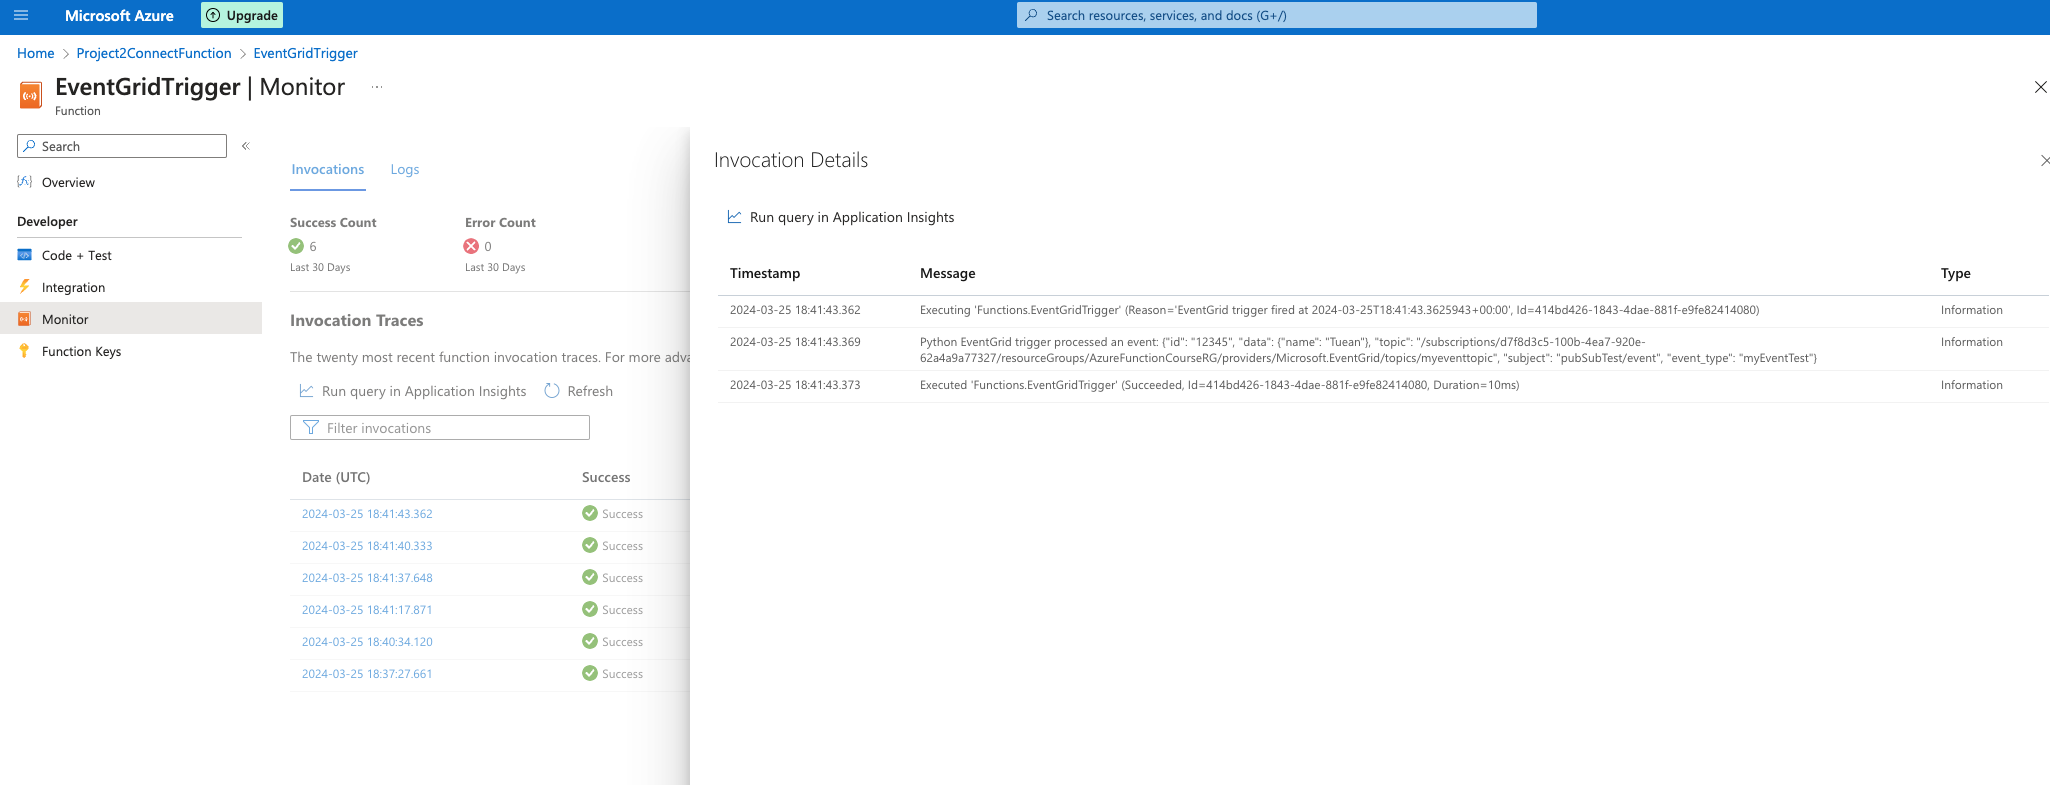 Microsoft Azure
Upgrade
Search resources, services, and docs (G+/)
Home > Project2ConnectFunction > EventGridTrigger
EventGridTrigger | Monitor ...
Function
Search
«
Overview
Developer
Code + Test
Integration
Monitor
Function Keys
Invocations Logs
Success Count Error Count
6 0
Last 30 Days Last 30 Days
Invocation Traces
The twenty most recent function invocation traces. For more adva
Run query in Application Insights Refresh
Filter invocations
Date (UTC) Success
2024-03-25 18:41:43.362 Success
2024-03-25 18:41:40.333 Success
2024-03-25 18:41:37.648 Success
2024-03-25 18:41:17.871 Success
2024-03-25 18:40:34.120 Success
2024-03-25 18:37:27.661 Success
Invocation Details
Run query in Application Insights
Timestamp Message Type
2024-03-25 18:41:43.362 Executing 'Functions.EventGridTrigger' (Reason='EventGrid trigger fired at 2024-03-25T18:41:43.3625943+00:00', Id=414bd426-1843-4dae-881f-e9fe82414080) Information
2024-03-25 18:41:43.369 Python EventGrid trigger processed an event: {"id": "12345", "data": {"name": "Tuean"}, "topic": "/subscriptions/d7f8d3c5-100b-4ea7-920e- Information
62a4a9a77327/resourceGroups/AzureFunctionCourseRG/providers/Microsoft.EventGrid/topics/myeventtopic", "subject": "pubSubTest/event", "event_type": "myEventTest"}
2024-03-25 18:41:43.373 Executed 'Functions.EventGridTrigger' (Succeeded, Id=414bd426-1843-4dae-881f-e9fe82414080, Duration=10ms) Information